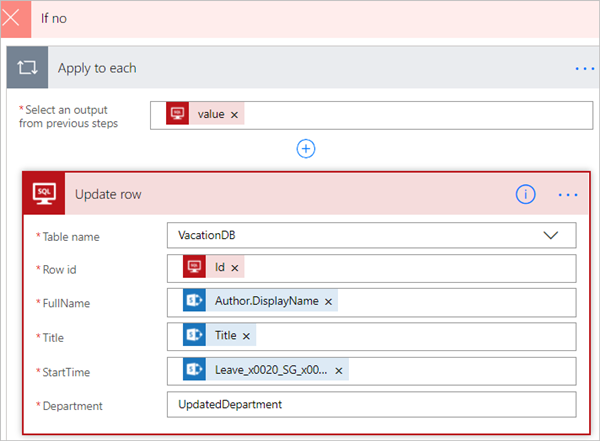 If no
Apply to each
* Select an output
from previous steps
value ×
SQL
Update row
* Table name
VacationDB
* Row id
Id ×
* FullName
S
Author.DisplayName ×
* Title
S
Title ×
* StartTime
S
Leave_x0020_SG_x00... ×
* Department
UpdatedDepartment